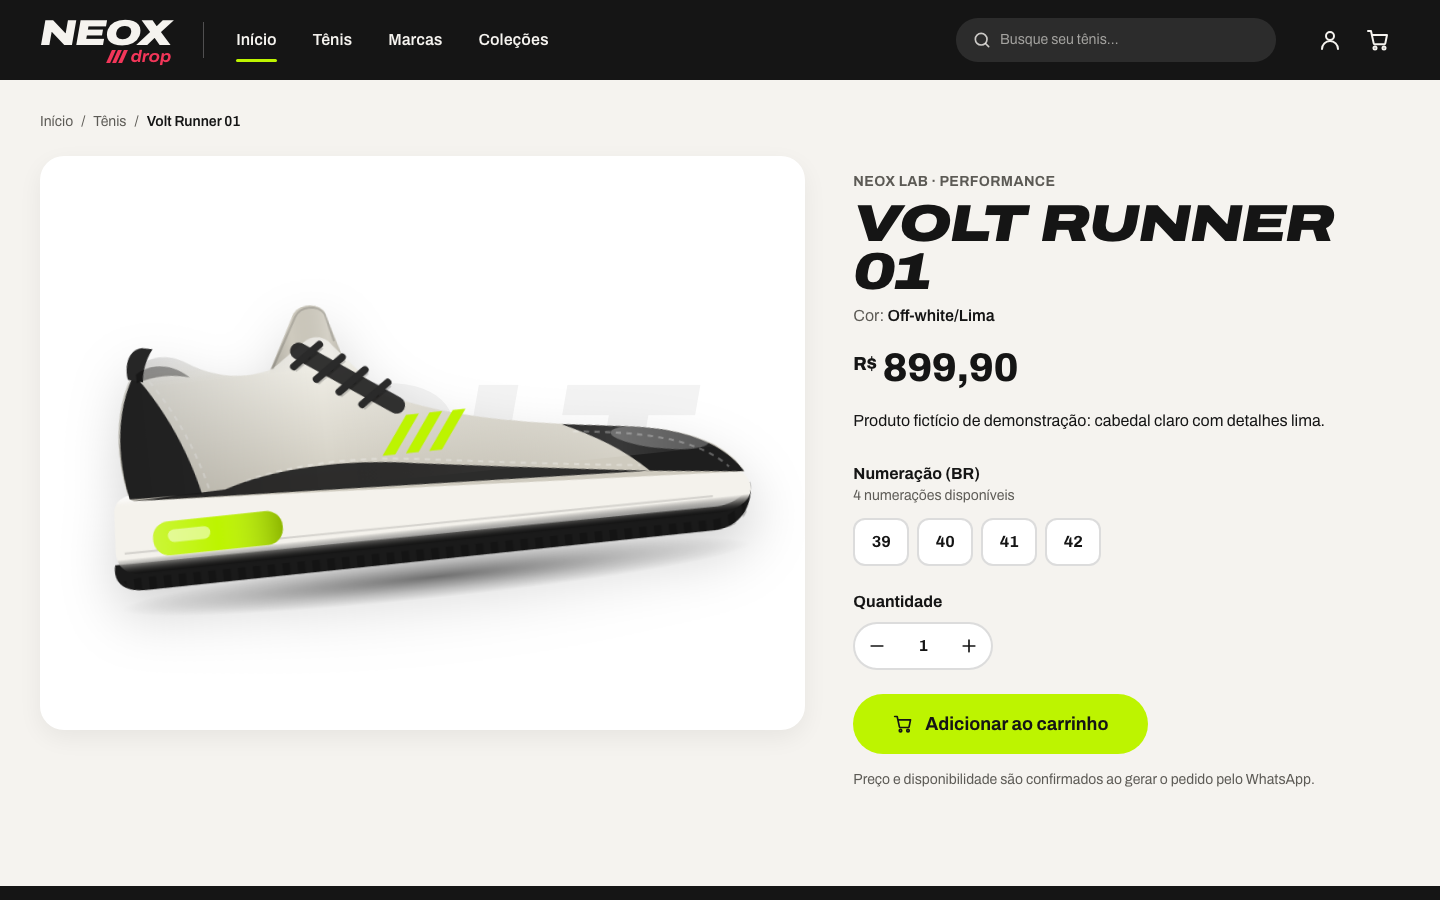 NEOX
drop
Início
Tênis
Marcas
Coleções
Busque seu tênis...
Início / Tênis / Volt Runner 01
NEOX LAB · PERFORMANCE
VOLT RUNNER
01
Cor: Off-white/Lima
R$ 899,90
Produto fictício de demonstração: cabedal claro com detalhes lima.
Numeração (BR)
4 numerações disponíveis
39 40 41 42
Quantidade
1
Adicionar ao carrinho
Preço e disponibilidade são confirmados ao gerar o pedido pelo WhatsApp.